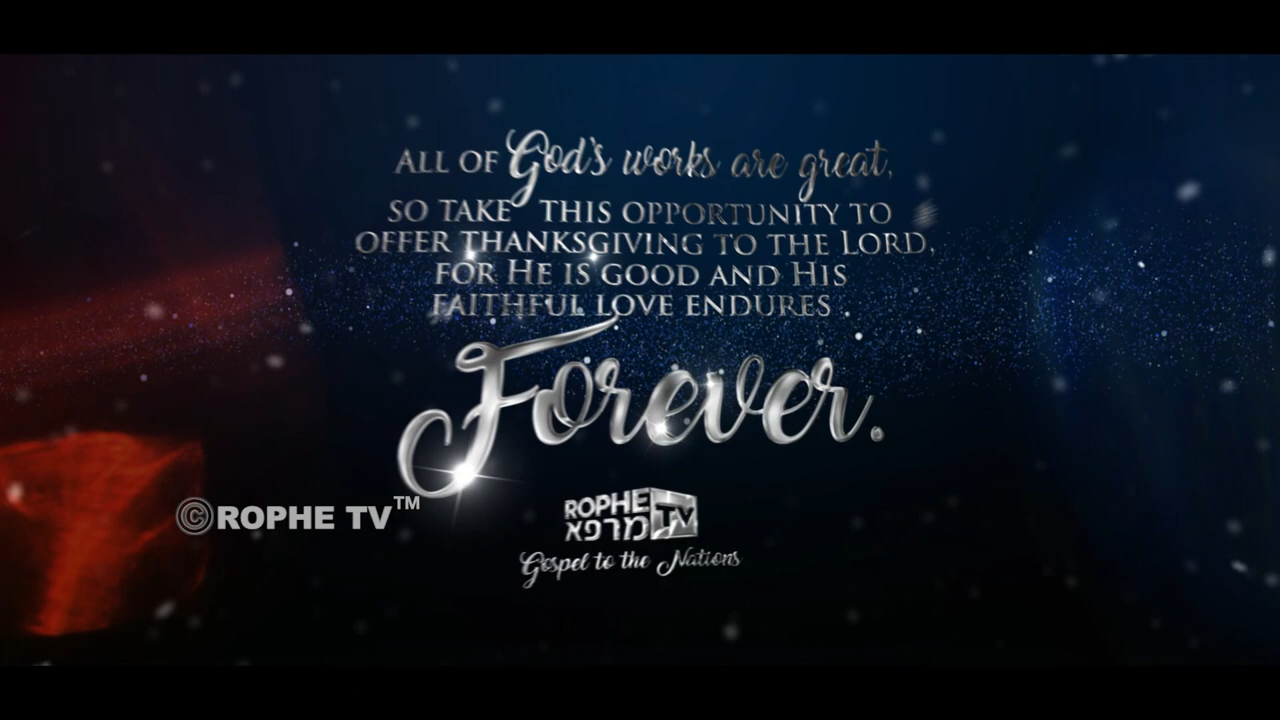 ALL OF God's works are great,
SO TAKE THIS OPPORTUNITY TO
OFFER THANKSGIVING TO THE LORD,
FOR HE IS GOOD AND HIS
FAITHFUL LOVE ENDURES
Forever.
©ROPHE TV™
ROPHE TV
מרפא
Gospel to the Nations